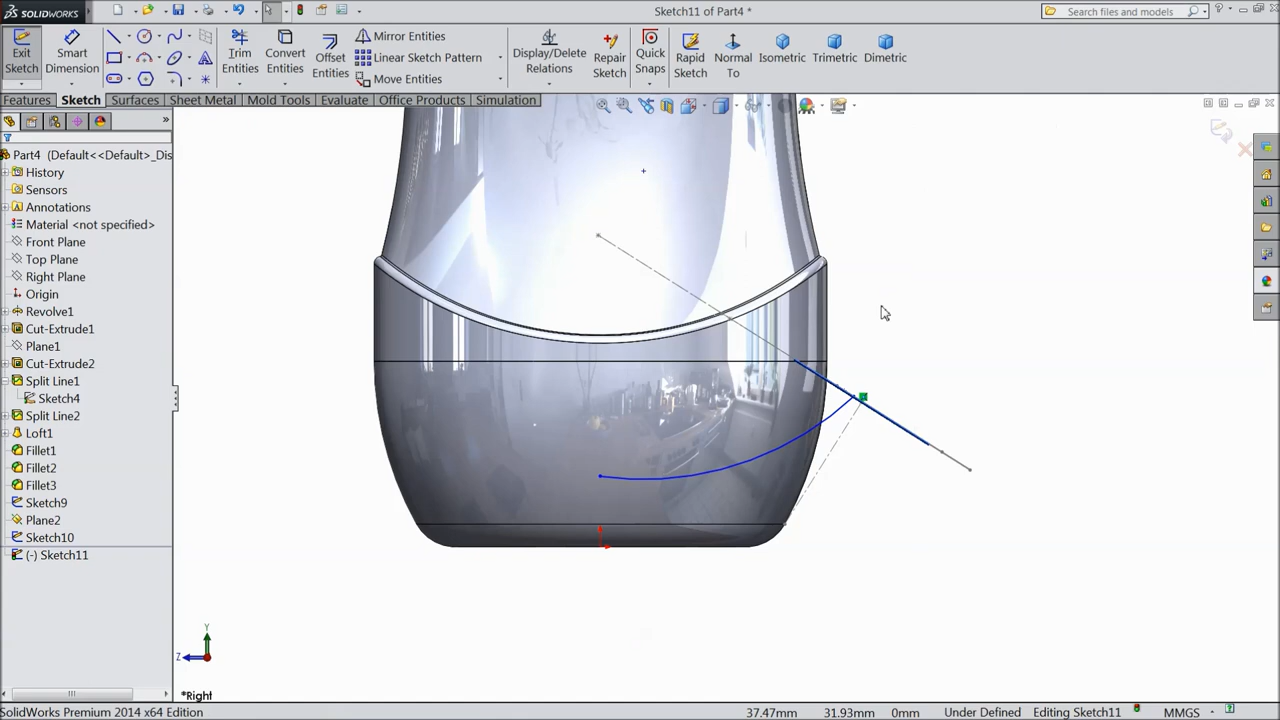 SOLIDWORKS
Sketch11 of Part4 *
Search files and models
Exit Sketch
Smart Dimension
Trim Entities
Convert Entities
Offset Entities
Mirror Entities
Linear Sketch Pattern
Move Entities
Display/Delete Relations
Repair Sketch
Quick Snaps
Rapid Sketch
Normal To
Isometric
Trimetric
Dimetric
Features
Sketch
Surfaces
Sheet Metal
Mold Tools
Evaluate
Office Products
Simulation
Part4 (Default<<Default>_Dis
History
Sensors
Annotations
Material <not specified>
Front Plane
Top Plane
Right Plane
Origin
Revolve1
Cut-Extrude1
Plane1
Cut-Extrude2
Split Line1
Sketch4
Split Line2
Loft1
Fillet1
Fillet2
Fillet3
Sketch9
Plane2
Sketch10
(-) Sketch11
Y
Z
*Right
SolidWorks Premium 2014 x64 Edition
37.47mm
31.93mm
0mm
Under Defined
Editing Sketch11
MMGS